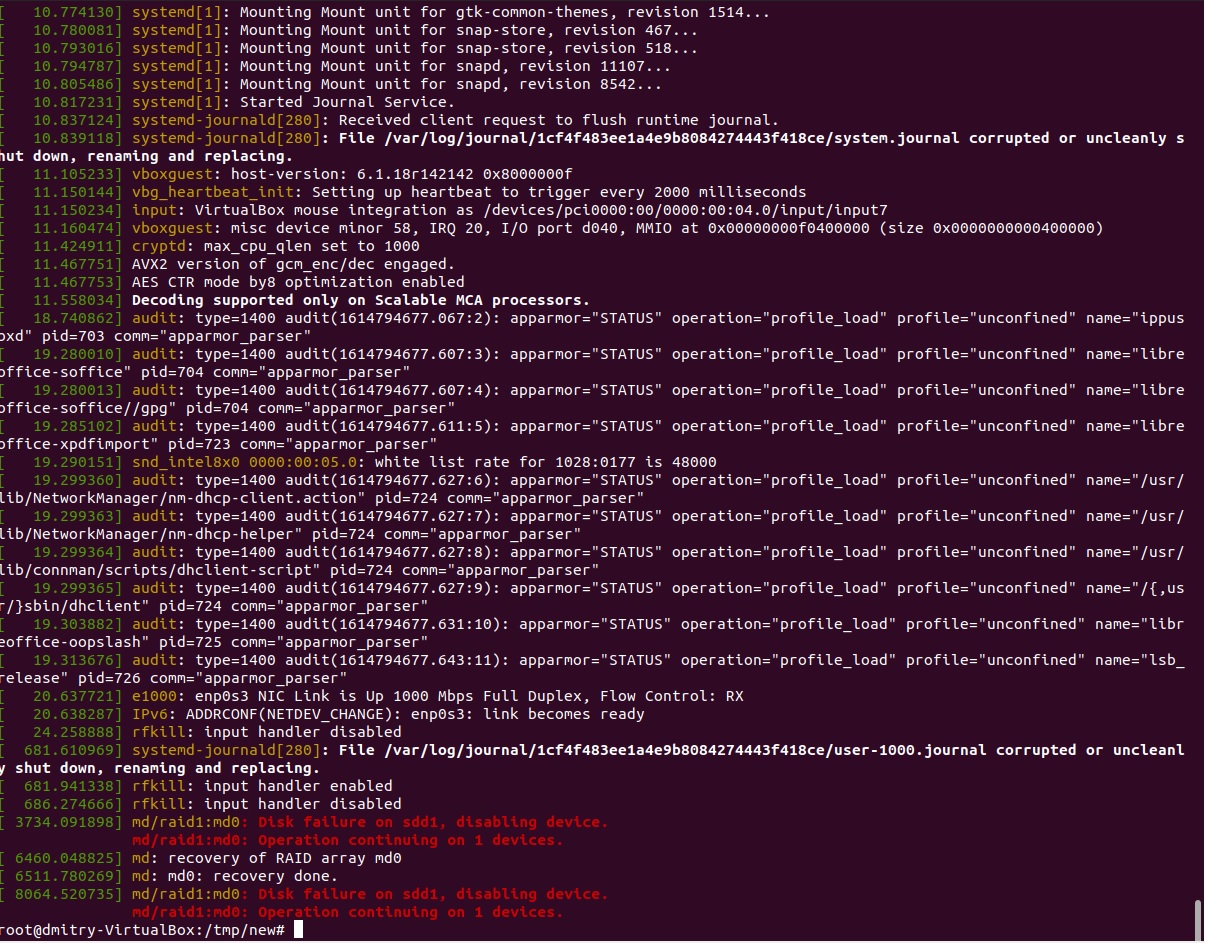 [   10.774130] systemd[1]: Mounting Mount unit for gtk-common-themes, revision 1514...
[   10.780081] systemd[1]: Mounting Mount unit for snap-store, revision 467...
[   10.793016] systemd[1]: Mounting Mount unit for snap-store, revision 518...
[   10.794787] systemd[1]: Mounting Mount unit for snapd, revision 11107...
[   10.805486] systemd[1]: Mounting Mount unit for snapd, revision 8542...
[   10.817231] systemd[1]: Started Journal Service.
[   10.837124] systemd-journald[280]: Received client request to flush runtime journal.
[   10.839118] systemd-journald[280]: File /var/log/journal/1cf4f483ee1a4e9b8084274443f418ce/system.journal corrupted or uncleanly s
hut down, renaming and replacing.
[   11.105233] vboxguest: host-version: 6.1.18r142142 0x8000000f
[   11.150144] vbg_heartbeat_init: Setting up heartbeat to trigger every 2000 milliseconds
[   11.150234] input: VirtualBox mouse integration as /devices/pci0000:00/0000:00:04.0/input/input7
[   11.160474] vboxguest: misc device minor 58, IRQ 20, I/O port d040, MMIO at 0x00000000f0400000 (size 0x0000000000400000)
[   11.424911] cryptd: max_cpu_qlen set to 1000
[   11.467751] AVX2 version of gcm_enc/dec engaged.
[   11.467753] AES CTR mode by8 optimization enabled
[   11.558034] Decoding supported only on Scalable MCA processors.
[   18.740862] audit: type=1400 audit(1614794677.067:2): apparmor="STATUS" operation="profile_load" profile="unconfined" name="ippus
bxd" pid=703 comm="apparmor_parser"
[   19.280010] audit: type=1400 audit(1614794677.607:3): apparmor="STATUS" operation="profile_load" profile="unconfined" name="libre
office-soffice" pid=704 comm="apparmor_parser"
[   19.280013] audit: type=1400 audit(1614794677.607:4): apparmor="STATUS" operation="profile_load" profile="unconfined" name="libre
office-soffice//gpg" pid=704 comm="apparmor_parser"
[   19.285102] audit: type=1400 audit(1614794677.611:5): apparmor="STATUS" operation="profile_load" profile="unconfined" name="libre
office-xpdfimport" pid=723 comm="apparmor_parser"
[   19.290151] snd_intel8x0 0000:00:05.0: white list rate for 1028:0177 is 48000
[   19.299360] audit: type=1400 audit(1614794677.627:6): apparmor="STATUS" operation="profile_load" profile="unconfined" name="/usr/
lib/NetworkManager/nm-dhcp-client.action" pid=724 comm="apparmor_parser"
[   19.299363] audit: type=1400 audit(1614794677.627:7): apparmor="STATUS" operation="profile_load" profile="unconfined" name="/usr/
lib/NetworkManager/nm-dhcp-helper" pid=724 comm="apparmor_parser"
[   19.299364] audit: type=1400 audit(1614794677.627:8): apparmor="STATUS" operation="profile_load" profile="unconfined" name="/usr/
lib/connman/scripts/dhclient-script" pid=724 comm="apparmor_parser"
[   19.299365] audit: type=1400 audit(1614794677.627:9): apparmor="STATUS" operation="profile_load" profile="unconfined" name="/{,us
r/}sbin/dhclient" pid=724 comm="apparmor_parser"
[   19.303882] audit: type=1400 audit(1614794677.631:10): apparmor="STATUS" operation="profile_load" profile="unconfined" name="libr
eoffice-oopslash" pid=725 comm="apparmor_parser"
[   19.313676] audit: type=1400 audit(1614794677.643:11): apparmor="STATUS" operation="profile_load" profile="unconfined" name="lsb_
release" pid=726 comm="apparmor_parser"
[   20.637721] e1000: enp0s3 NIC Link is Up 1000 Mbps Full Duplex, Flow Control: RX
[   20.638287] IPv6: ADDRCONF(NETDEV_CHANGE): enp0s3: link becomes ready
[   24.258888] rfkill: input handler disabled
[  681.610969] systemd-journald[280]: File /var/log/journal/1cf4f483ee1a4e9b8084274443f418ce/user-1000.journal corrupted or uncleanl
y shut down, renaming and replacing.
[  681.941338] rfkill: input handler enabled
[  686.274666] rfkill: input handler disabled
[ 3734.091898] md/raid1:md0: Disk failure on sdd1, disabling device.
md/raid1:md0: Operation continuing on 1 devices.
[ 6460.048825] md: recovery of RAID array md0
[ 6511.780269] md: md0: recovery done.
[ 8064.520735] md/raid1:md0: Disk failure on sdd1, disabling device.
md/raid1:md0: Operation continuing on 1 devices.
root@dmitry-VirtualBox:/tmp/new#